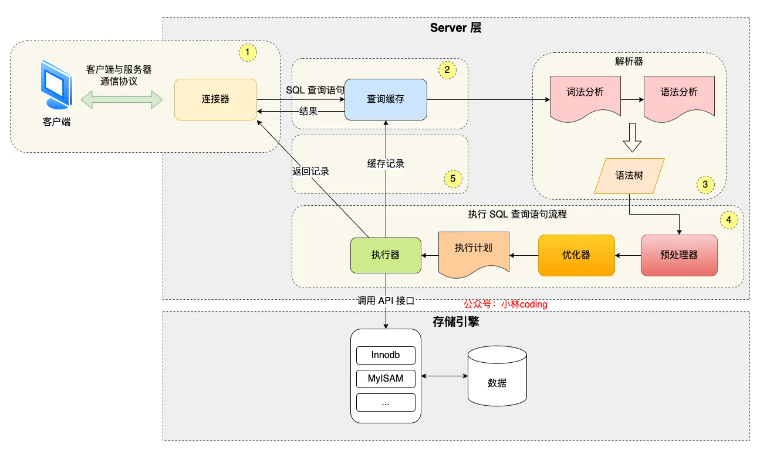 Server 层
1
客户端与服务器
通信协议
客户端
连接器
SQL 查询语句
结果
2
查询缓存
解析器
词法分析
语法分析
语法树
3
返回记录
缓存记录
5
执行 SQL 查询语句流程
4
执行器
执行计划
优化器
预处理器
调用 API 接口
公众号：小林coding
存储引擎
Innodb
MyISAM
...
数据